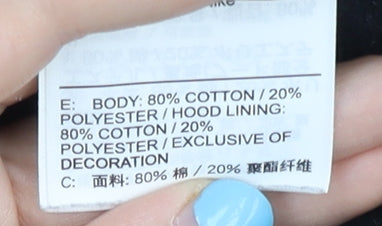 E: BODY: 80% COTTON / 20%
POLYESTER / HOOD LINING:
80% COTTON / 20%
POLYESTER / EXCLUSIVE OF
DECORATION
C: 面料: 80% 棉 / 20% 聚酯纤维